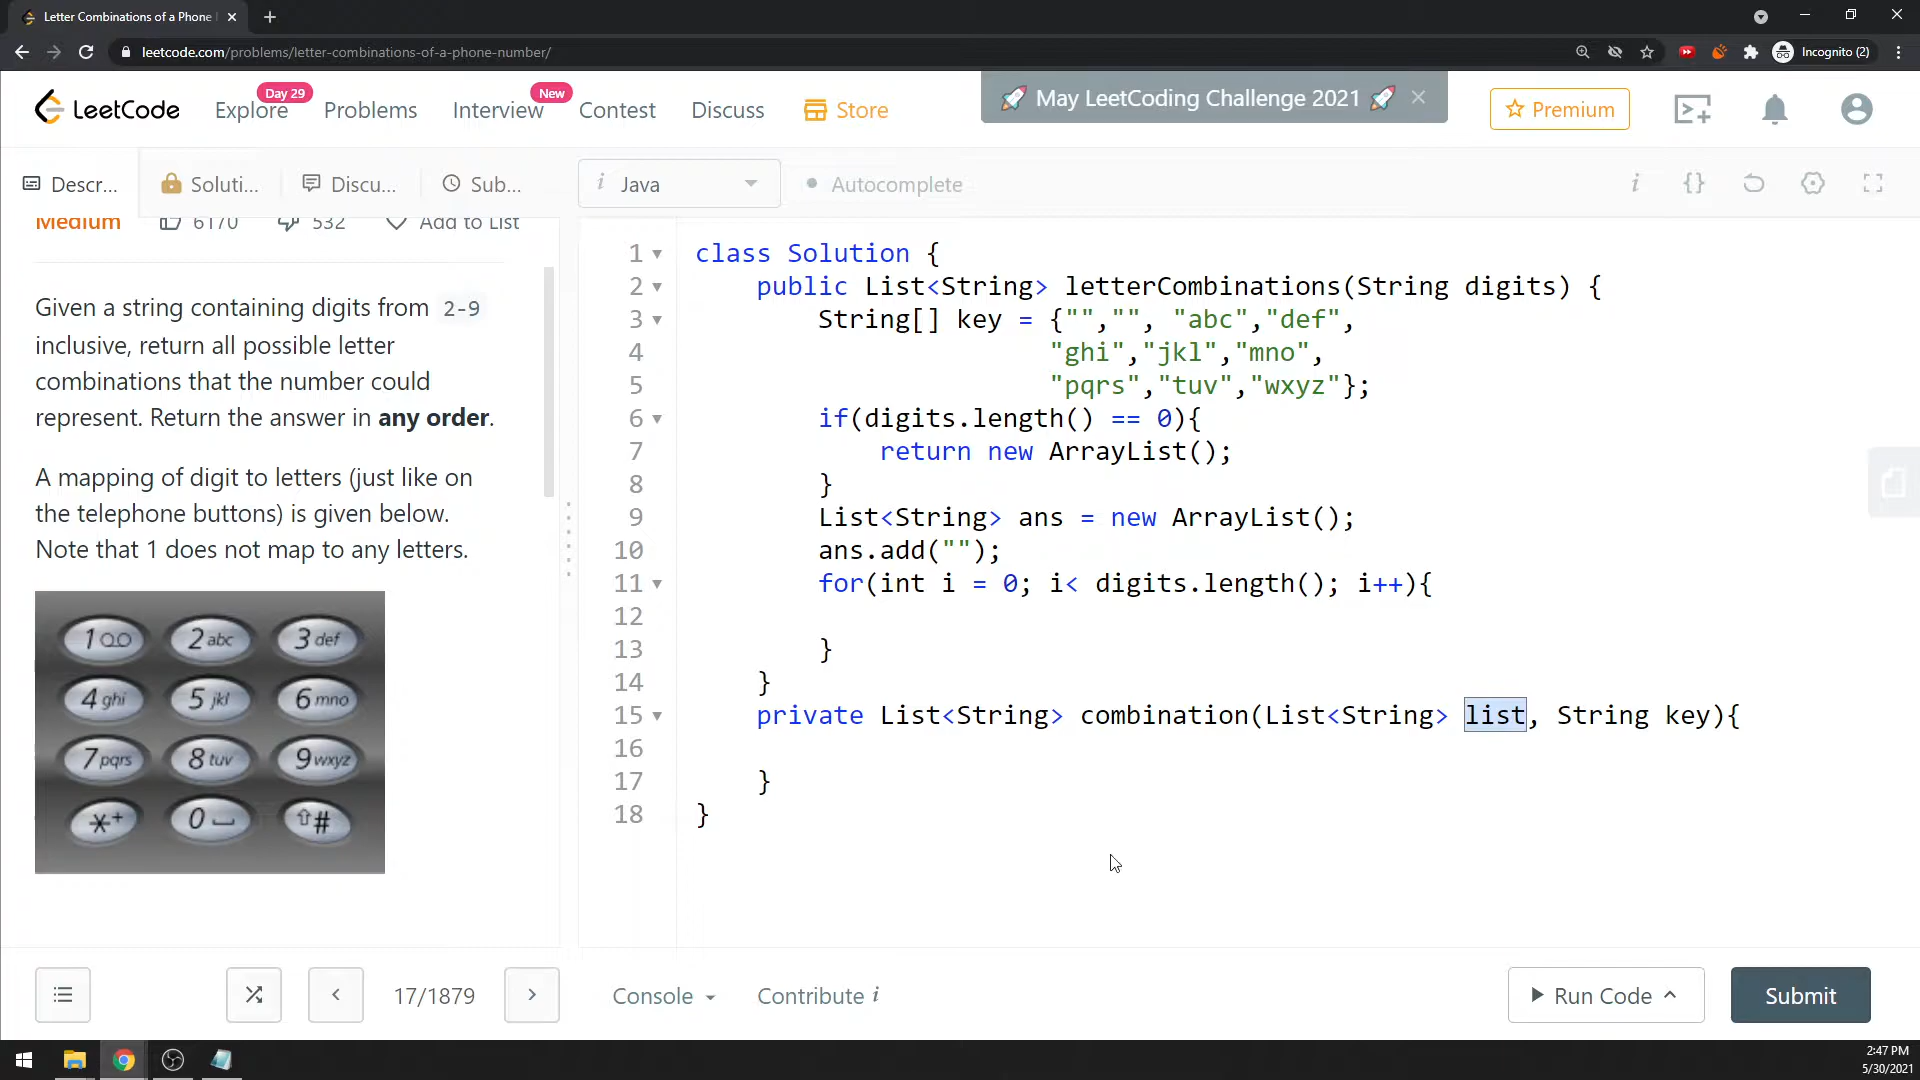 Letter Combinations of a Phone
leetcode.com/problems/letter-combinations-of-a-phone-number/
Incognito (2)
LeetCode
Explore
Day 29
Problems
Interview
New
Contest
Discuss
Store
🚀 May LeetCoding Challenge 2021 🚀
Premium
Descr...
Soluti...
Discu...
Sub...
i Java
Autocomplete
Medium
6170
532
Add to List
Given a string containing digits from 2-9
inclusive, return all possible letter
combinations that the number could
represent. Return the answer in any order.
A mapping of digit to letters (just like on
the telephone buttons) is given below.
Note that 1 does not map to any letters.
1
2 abc
3 def
4 ghi
5 jkl
6 mno
7 pqrs
8 tuv
9 wxyz
*+
0
#
1 class Solution {
2 public List<String> letterCombinations(String digits) {
3 String[] key = {"","", "abc","def",
4 "ghi","jkl","mno",
5 "pqrs","tuv","wxyz"};
6 if(digits.length() == 0){
7 return new ArrayList();
8 }
9 List<String> ans = new ArrayList();
10 ans.add("");
11 for(int i = 0; i< digits.length(); i++){
12
13 }
14 }
15 private List<String> combination(List<String> list, String key){
16
17 }
18 }
17/1879
Console
Contribute i
Run Code
Submit
2:47 PM
5/30/2021